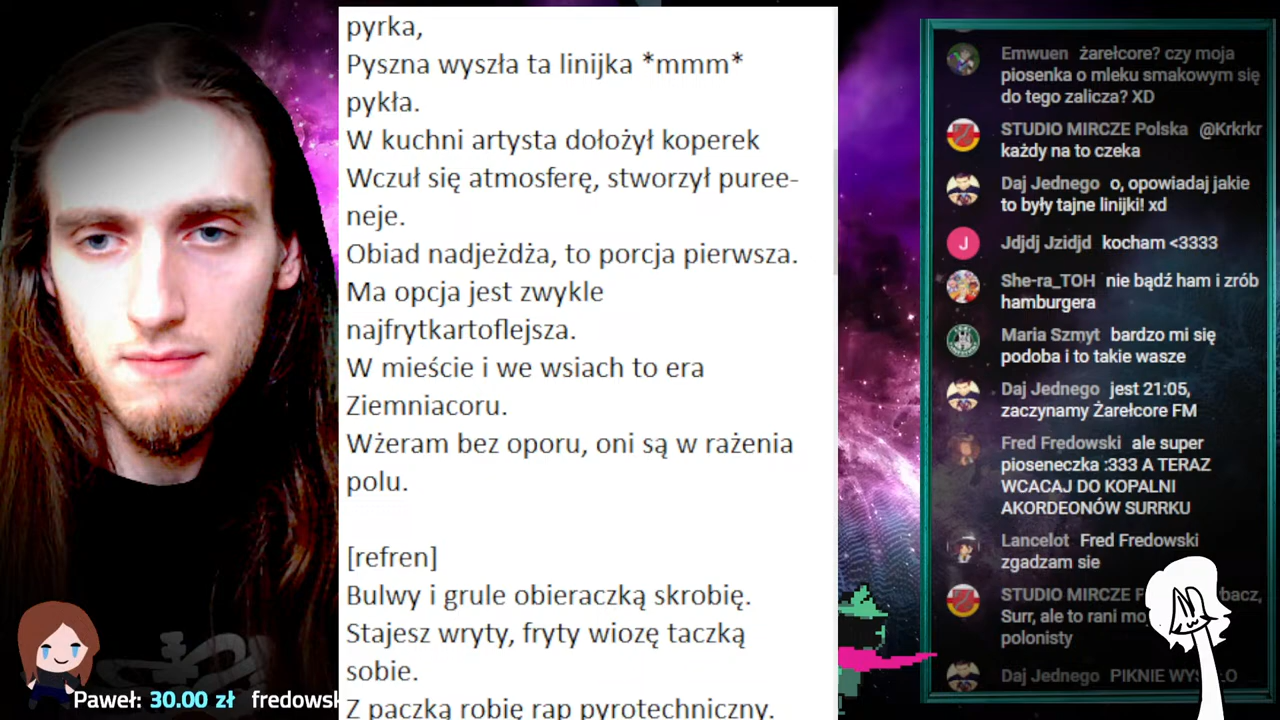 pyrka,
Pyszna wyszła ta linijka *mmm*
pykła.
W kuchni artysta dołożył koperek
Wczuł się atmosferę, stworzył puree-
neje.
Obiad nadjeżdża, to porcja pierwsza.
Ma opcja jest zwykle
najfrytkartoflejsza.
W mieście i we wsiach to era
Ziemniacoru.
Wżeram bez oporu, oni są w rażenia
polu.
[refren]
Bulwy i grule obieraczką skrobię.
Stajesz wryty, fryty wiozę taczką
sobie.
Z paczką robię rap pyrotechniczny.
Emwuen żarełcore? czy moja
piosenka o mleku smakowym się
do tego zalicza? XD
STUDIO MIRCZE Polska @Krkrkr
każdy na to czeka
Daj Jednego o, opowiadaj jakie
to były tajne linijki! xd
J
Jdjdj Jzidjd kocham <3333
She-ra_TOH nie bądź ham i zrób
hamburgera
Maria Szmyt bardzo mi się
podoba i to takie wasze
Daj Jednego jest 21:05,
zaczynamy Żarełcore FM
Fred Fredowski ale super
pioseneczka :333 A TERAZ
WCACAJ DO KOPALNI
AKORDEONÓW SURRKU
Lancelot Fred Fredowski
zgadzam sie
STUDIO MIRCZE
Surr, ale to rani
polonisty
Daj Jednego PIKNIE
Paweł: 30.00 zł fredowsk